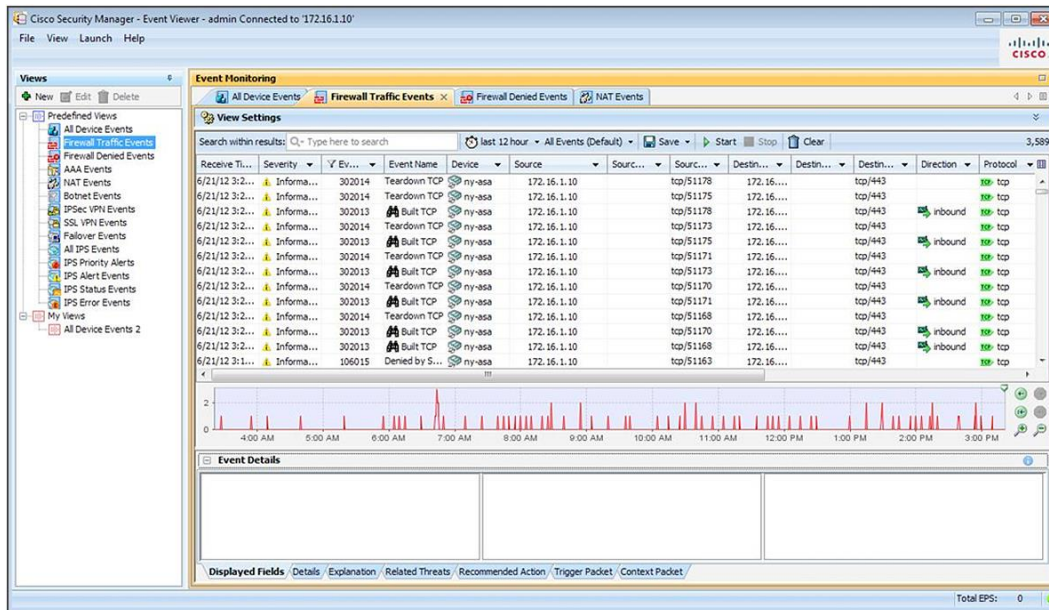 Cisco Security Manager - Event Viewer - admin Connected to '172.16.1.10'
File View Launch Help
CISCO
Views
New Edit Delete
Predefined Views
All Device Events
Firewall Traffic Events
Firewall Denied Events
AAA Events
NAT Events
Botnet Events
IPSec VPN Events
SSL VPN Events
Failover Events
All IPS Events
IPS Priority Alerts
IPS Alert Events
IPS Status Events
IPS Error Events
My Views
All Device Events 2
Event Monitoring
All Device Events Firewall Traffic Events Firewall Denied Events NAT Events
View Settings
Search within results: Type here to search last 12 hour All Events (Default) Save Start Stop Clear 3,589
Receive Ti... Severity Ev... Event Name Device Source Sourc... Sourc... Destin... Destin... Destin... Direction Protocol
6/21/12 3:2... Informa... 302014 Teardown TCP ny-asa 172.16.1.10 tcp/51178 172.16.... tcp/443 tcp
6/21/12 3:2... Informa... 302014 Teardown TCP ny-asa 172.16.1.10 tcp/51175 172.16.... tcp/443 tcp
6/21/12 3:2... Informa... 302013 Built TCP ny-asa 172.16.1.10 tcp/51178 172.16.... tcp/443 inbound tcp
6/21/12 3:2... Informa... 302014 Teardown TCP ny-asa 172.16.1.10 tcp/51173 172.16.... tcp/443 tcp
6/21/12 3:2... Informa... 302013 Built TCP ny-asa 172.16.1.10 tcp/51175 172.16.... tcp/443 inbound tcp
6/21/12 3:2... Informa... 302014 Teardown TCP ny-asa 172.16.1.10 tcp/51171 172.16.... tcp/443 tcp
6/21/12 3:2... Informa... 302013 Built TCP ny-asa 172.16.1.10 tcp/51173 172.16.... tcp/443 inbound tcp
6/21/12 3:2... Informa... 302014 Teardown TCP ny-asa 172.16.1.10 tcp/51170 172.16.... tcp/443 tcp
6/21/12 3:2... Informa... 302013 Built TCP ny-asa 172.16.1.10 tcp/51171 172.16.... tcp/443 inbound tcp
6/21/12 3:2... Informa... 302014 Teardown TCP ny-asa 172.16.1.10 tcp/51168 172.16.... tcp/443 tcp
6/21/12 3:2... Informa... 302013 Built TCP ny-asa 172.16.1.10 tcp/51170 172.16.... tcp/443 inbound tcp
6/21/12 3:2... Informa... 302013 Built TCP ny-asa 172.16.1.10 tcp/51168 172.16.... tcp/443 inbound tcp
6/21/12 3:1... Informa... 106015 Denied by S... ny-asa 172.16.1.10 tcp/51163 172.16.... tcp/443 tcp
2
0
4:00 AM 5:00 AM 6:00 AM 7:00 AM 8:00 AM 9:00 AM 10:00 AM 11:00 AM 12:00 PM 1:00 PM 2:00 PM 3:00 PM
Event Details
Displayed Fields Details Explanation Related Threats Recommended Action Trigger Packet Context Packet
Total EPS: 0